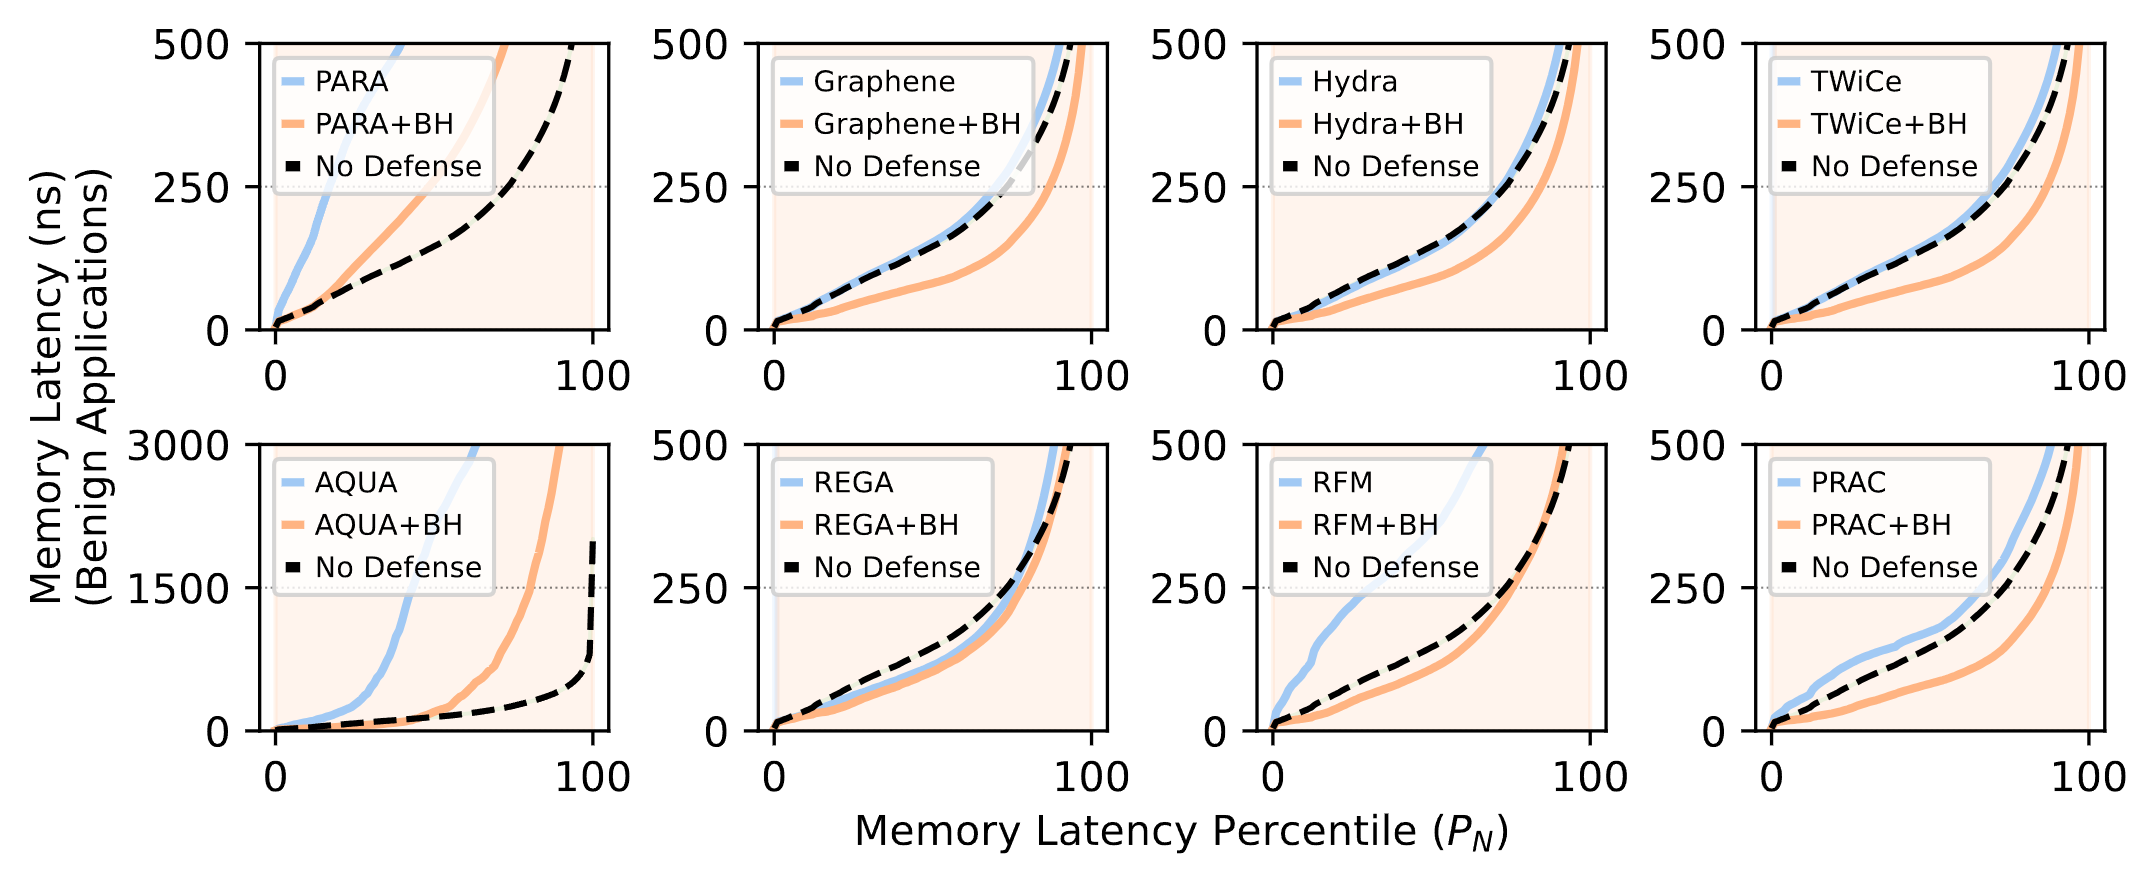 Memory Latency (ns)
(Benign Applications)
500
250
0
0
100
PARA
PARA+BH
No Defense
500
250
0
0
100
Graphene
Graphene+BH
No Defense
500
250
0
0
100
Hydra
Hydra+BH
No Defense
500
250
0
0
100
TWiCe
TWiCe+BH
No Defense
3000
1500
0
0
100
AQUA
AQUA+BH
No Defense
500
250
0
0
100
REGA
REGA+BH
No Defense
500
250
0
0
100
RFM
RFM+BH
No Defense
500
250
0
0
100
PRAC
PRAC+BH
No Defense
Memory Latency Percentile (P_N)